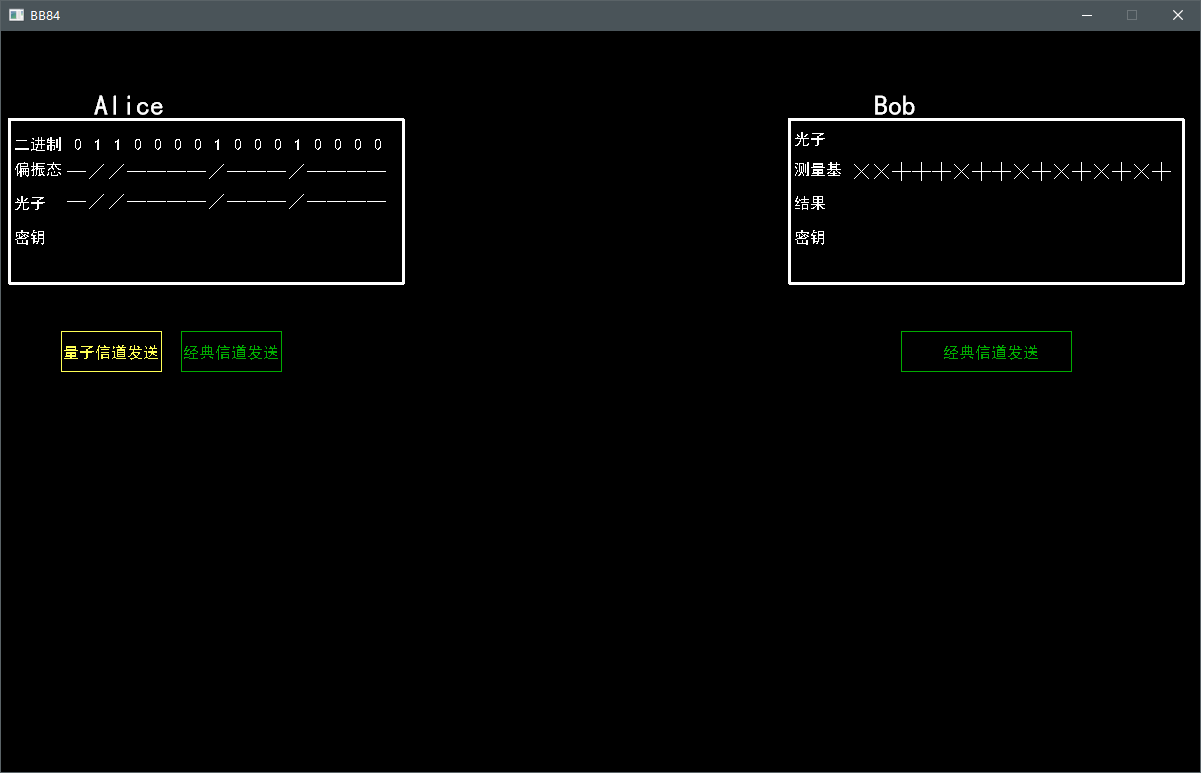 BB84
Alice
Bob
二进制 0 1 1 0 0 0 0 1 0 0 0 1 0 0 0 0
偏振态 —／／————／———／————
光子 —／／————／———／————
密钥
光子
测量基 ××+++×++×+×+×+×+
结果
密钥
量子信道发送
经典信道发送
经典信道发送